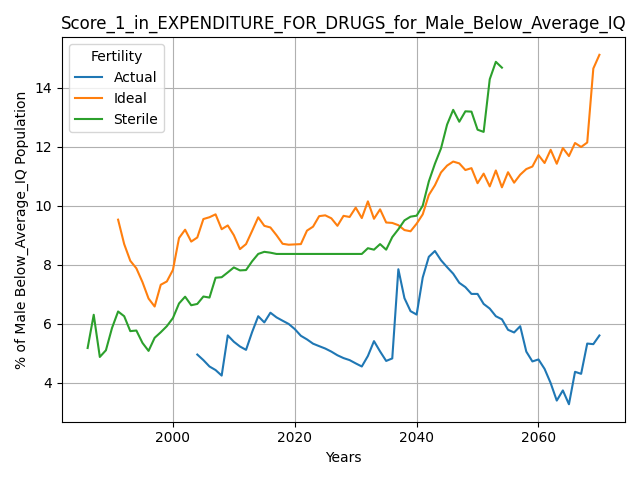 Score_1_in_EXPENDITURE_FOR_DRUGS_for_Male_Below_Average_IQ
Fertility
Actual
Ideal
Sterile
% of Male Below_Average_IQ Population
14
12
10
8
6
4
2000 2020 2040 2060
Years